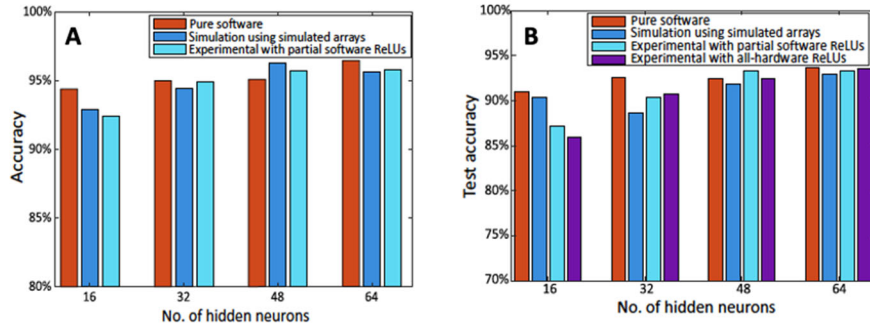 A
Pure software
Simulation using simulated arrays
Experimental with partial software ReLUs
100%
95%
90%
85%
80%
Accuracy
16 32 48 64
No. of hidden neurons
B
Pure software
Simulation using simulated arrays
Experimental with partial software ReLUs
Experimental with all-hardware ReLUs
100%
95%
90%
85%
80%
75%
70%
Test accuracy
16 32 48 64
No. of hidden neurons